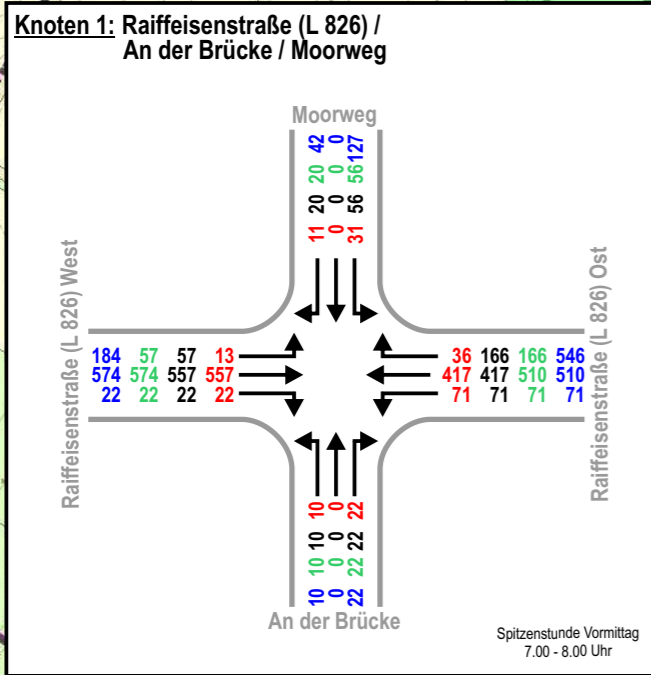 Knoten 1: Raiffeisenstraße (L 826) /
An der Brücke / Moorweg
Moorweg
42 0 127
20 0 56
20 0 56
11 0 31
Raiffeisenstraße (L 826) West
184 57 57 13
574 574 557 557
22 22 22 22
36 166 166 546
417 417 510 510
71 71 71 71
Raiffeisenstraße (L 826) Ost
10 0 22
10 0 22
10 0 22
10 0 22
An der Brücke
Spitzenstunde Vormittag
7.00 - 8.00 Uhr